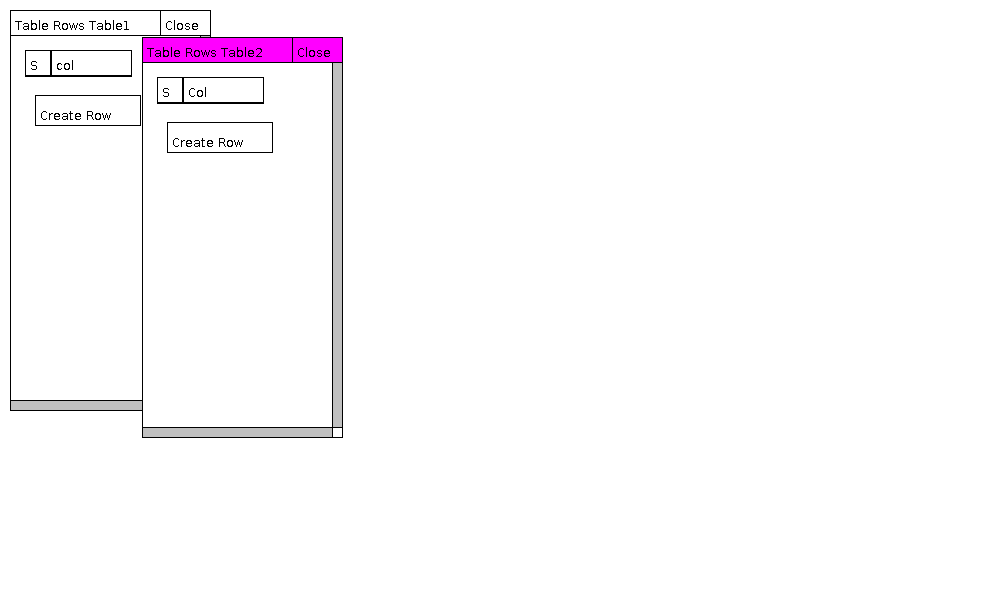 Table Rows Table1 Close
S col
Create Row
Table Rows Table2 Close
S Col
Create Row